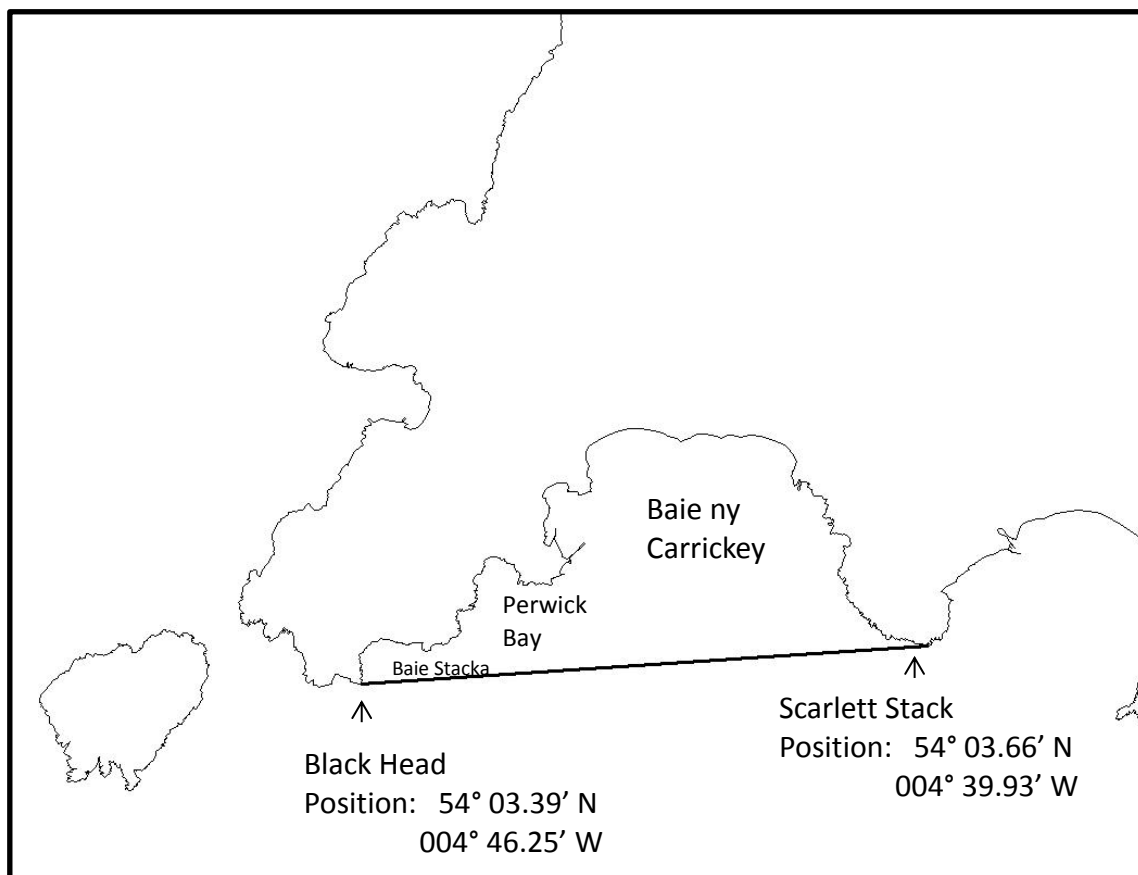 Baie ny
Carrickey
Perwick
Bay
Baie Stacka
Black Head
Position: 54° 03.39’ N
004° 46.25’ W
Scarlett Stack
Position: 54° 03.66’ N
004° 39.93’ W